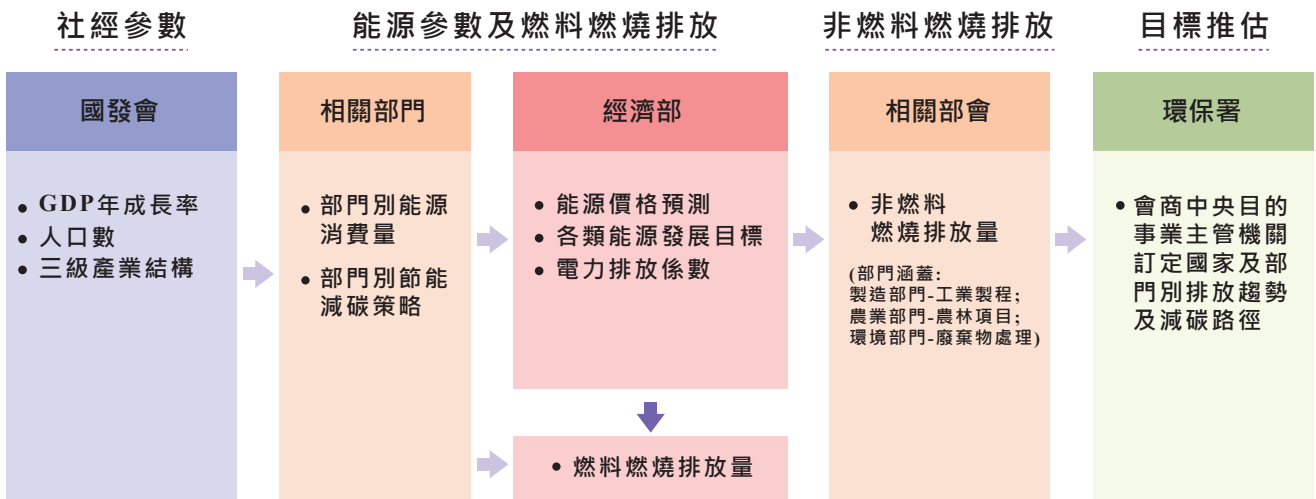 社經參數
能源參數及燃料燃燒排放
非燃料燃燒排放
目標推估
國發會
• GDP年成長率
• 人口數
• 三級產業結構
相關部門
• 部門別能源
消費量
• 部門別節能
減碳策略
經濟部
• 能源價格預測
• 各類能源發展目標
• 電力排放係數
• 燃料燃燒排放量
相關部會
• 非燃料
燃燒排放量
(部門涵蓋:
製造部門-工業製程;
農業部門-農林項目;
環境部門-廢棄物處理)
環保署
• 會商中央目的
事業主管機關
訂定國家及部
門別排放趨勢
及減碳路徑